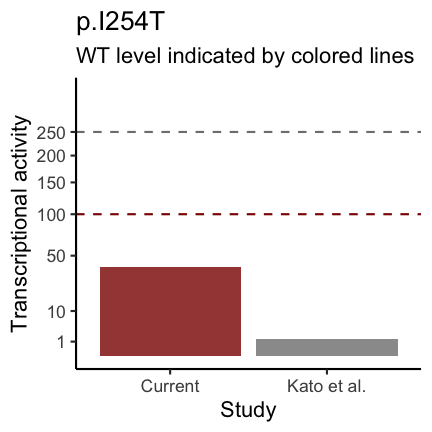 p.I254T
WT level indicated by colored lines
Transcriptional activity
250
200
150
100
50
10
1
Current
Kato et al.
Study